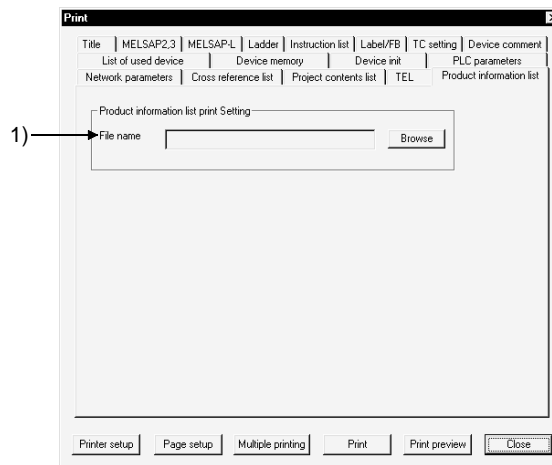 Print
Title MELSAP2,3 MELSAP-L Ladder Instruction list Label/FB TC setting Device comment
List of used device Device memory Device init PLC parameters
Network parameters Cross reference list Project contents list TEL Product information list
Product information list print Setting
1) File name Browse
Printer setup Page setup Multiple printing Print Print preview Close